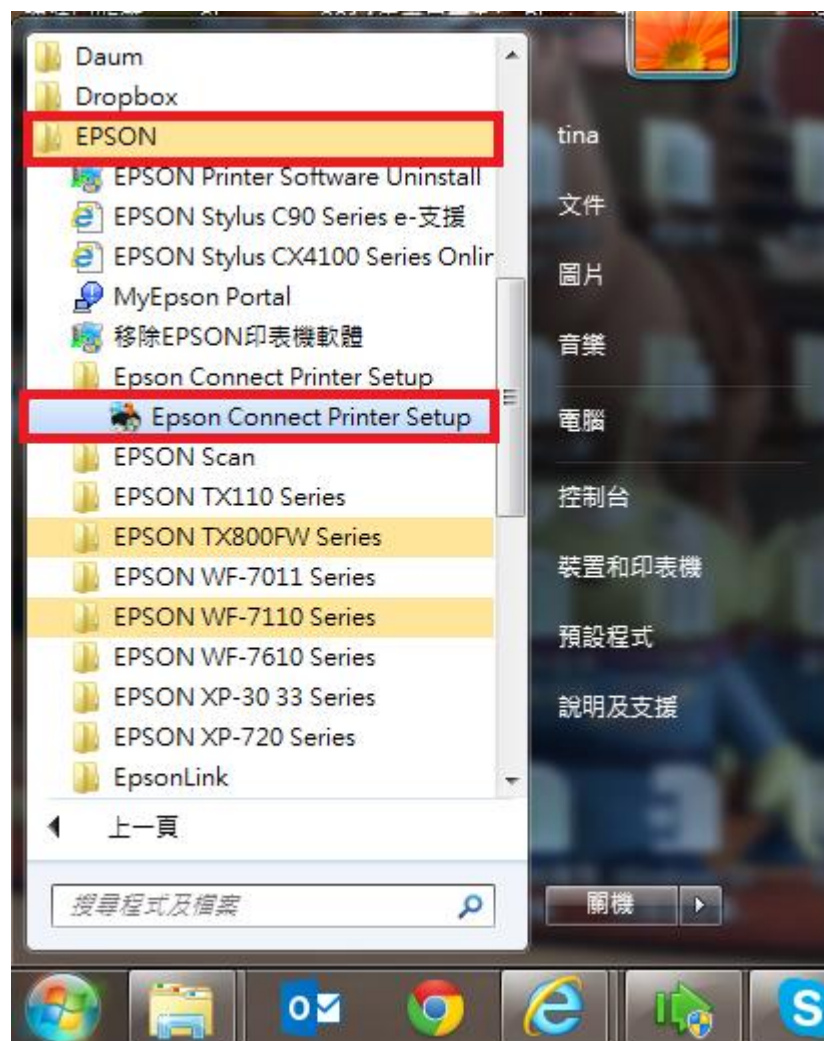 Daum
Dropbox
EPSON
EPSON Printer Software Uninstall
EPSON Stylus C90 Series e-支援
EPSON Stylus CX4100 Series Onlir
MyEpson Portal
移除EPSON印表機軟體
Epson Connect Printer Setup
Epson Connect Printer Setup
EPSON Scan
EPSON TX110 Series
EPSON TX800FW Series
EPSON WF-7011 Series
EPSON WF-7110 Series
EPSON WF-7610 Series
EPSON XP-30 33 Series
EPSON XP-720 Series
EpsonLink
上一頁
搜尋程式及檔案
tina
文件
圖片
音樂
電腦
控制台
裝置和印表機
預設程式
說明及支援
關機